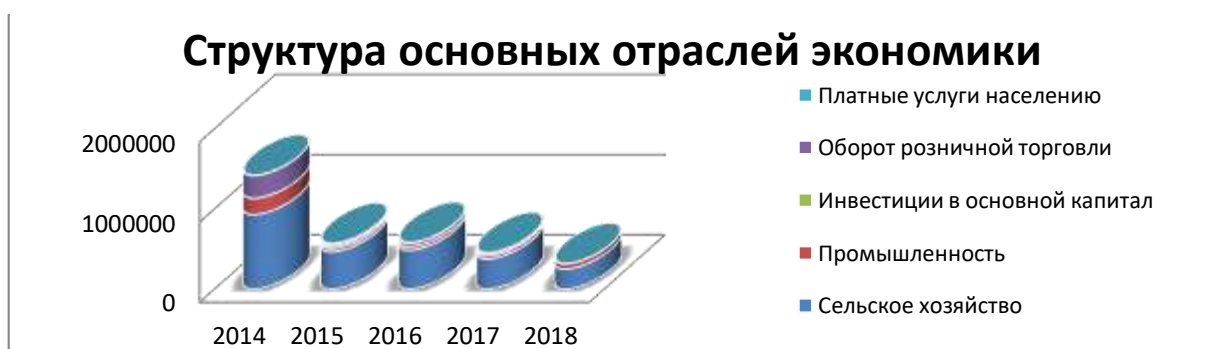 Структура основных отраслей экономики
2000000
1000000
0
2014 2015 2016 2017 2018
Платные услуги населению
Оборот розничной торговли
Инвестиции в основной капитал
Промышленность
Сельское хозяйство